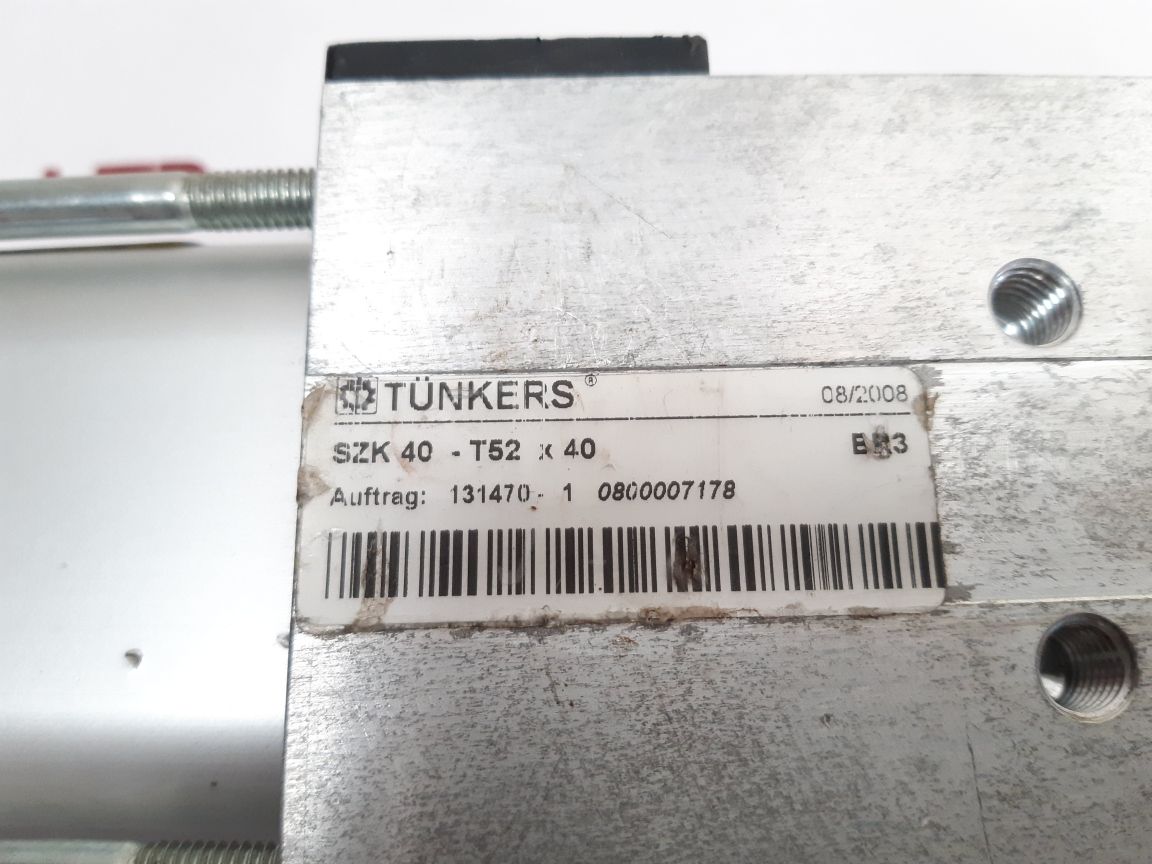 TÜNKERS® 08/2008
SZK 40 - T52 x 40
Auftrag: 131470- 1 0800007178